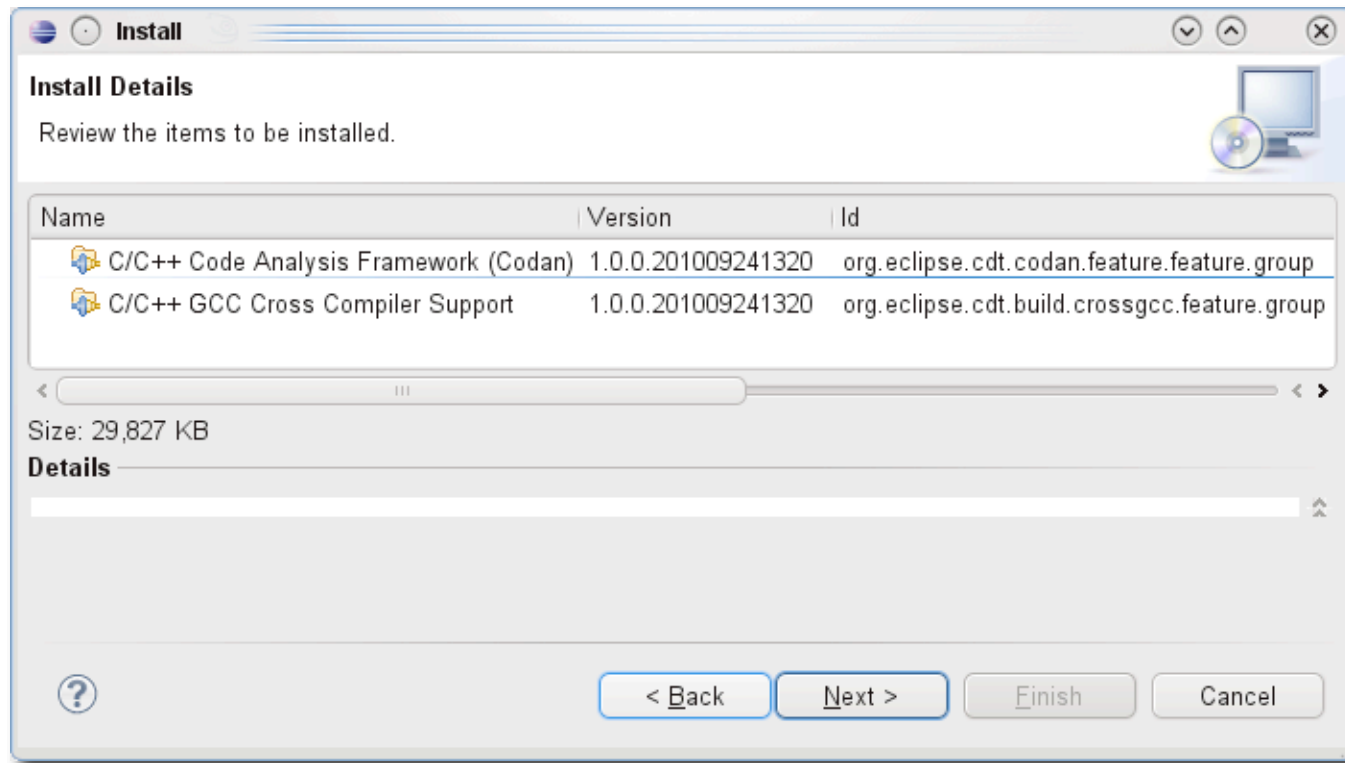 Install
Install Details
Review the items to be installed.
Name Version Id
C/C++ Code Analysis Framework (Codan) 1.0.0.201009241320 org.eclipse.cdt.codan.feature.feature.group
C/C++ GCC Cross Compiler Support 1.0.0.201009241320 org.eclipse.cdt.build.crossgcc.feature.group
Size: 29,827 KB
Details
< Back Next > Finish Cancel